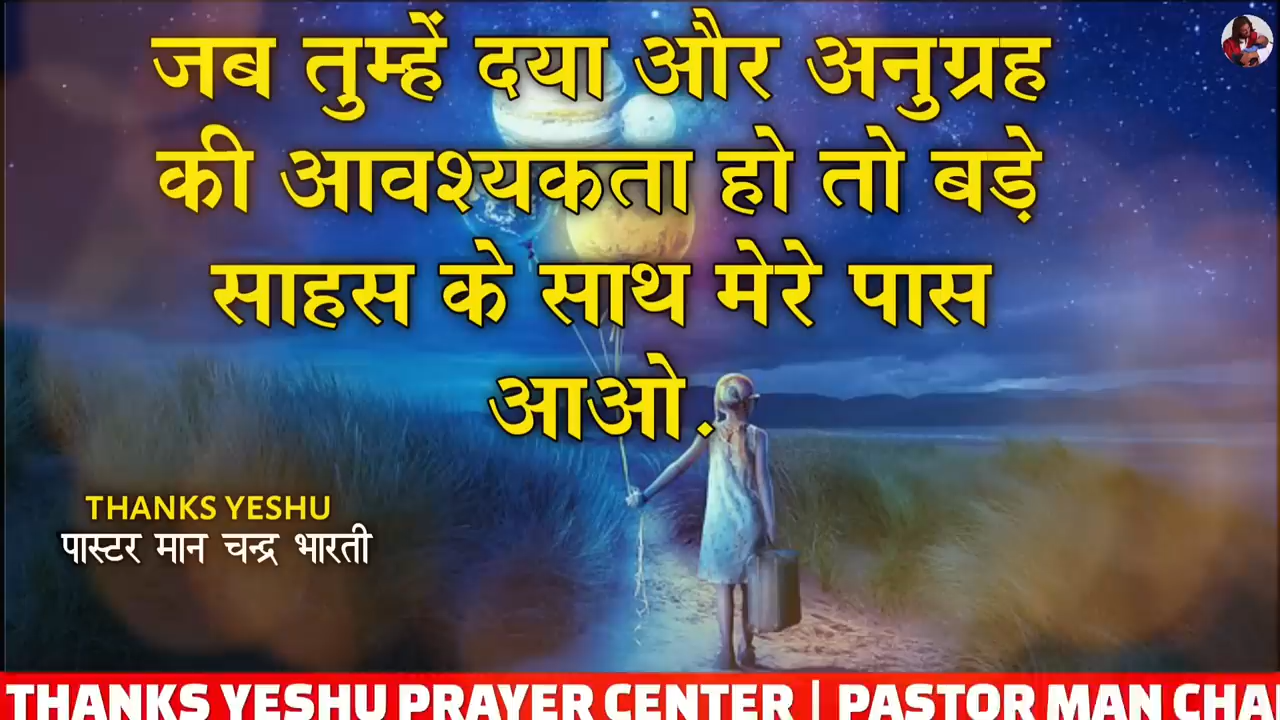 जब तुम्हें दया और अनुग्रह
की आवश्यकता हो तो बड़े
साहस के साथ मेरे पास
आओ.
THANKS YESHU
पास्टर मान चन्द्र भारती
THANKS YESHU PRAYER CENTER | PASTOR MAN CHA